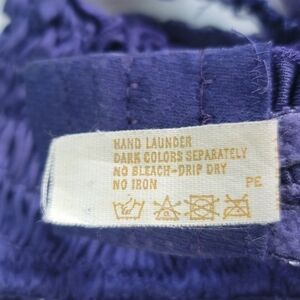 HAND LAUNDER
DARK COLORS SEPARATELY
NO BLEACH-DRIP DRY
NO IRON PE